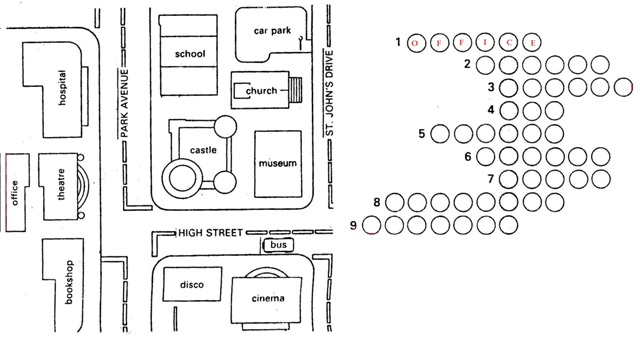 school
car park
hospital
church
PARK AVENUE
ST. JOHN'S DRIVE
castle
museum
office
theatre
HIGH STREET
bus
bookshop
disco
cinema
1 O F F I C E
2
3
4
5
6
7
8
9